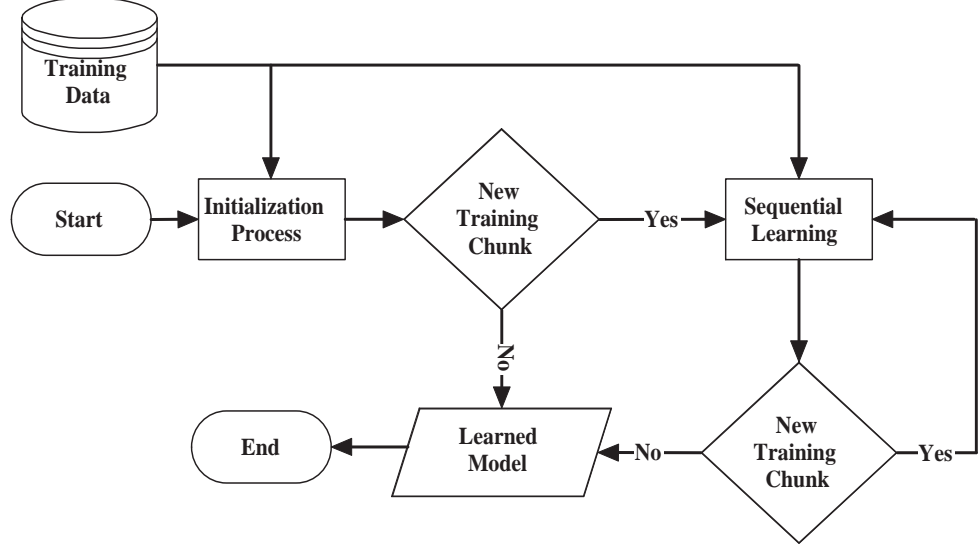 Training
Data
Start
Initialization
Process
New
Training
Chunk
Yes
Sequential
Learning
No
End
Learned
Model
No
New
Training
Chunk
Yes